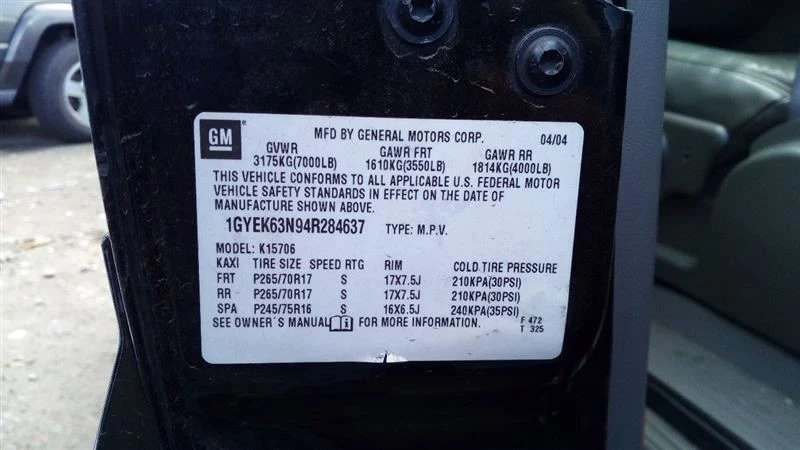 GM ® MFD BY GENERAL MOTORS CORP. 04/04
GVWR GAWR FRT GAWR RR
3175KG(7000LB) 1610KG(3550LB) 1814KG(4000LB)
THIS VEHICLE CONFORMS TO ALL APPLICABLE U.S. FEDERAL MOTOR
VEHICLE SAFETY STANDARDS IN EFFECT ON THE DATE OF
MANUFACTURE SHOWN ABOVE.
1GYEK63N94R284637 TYPE: M.P.V.
MODEL: K15706
KAXI TIRE SIZE SPEED RTG RIM COLD TIRE PRESSURE
FRT P265/70R17 S 17X7.5J 210KPA(30PSI)
RR P265/70R17 S 17X7.5J 210KPA(30PSI)
SPA P245/75R16 S 16X6.5J 240KPA(35PSI)
SEE OWNER'S MANUAL FOR MORE INFORMATION. F 472
T 325